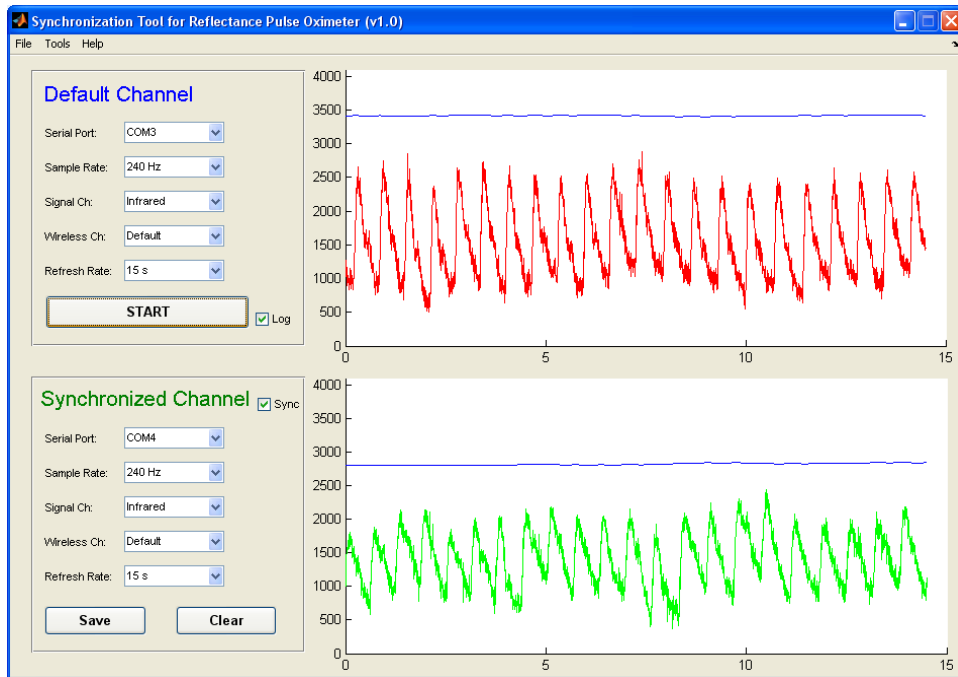 Synchronization Tool for Reflectance Pulse Oximeter (v1.0)
File Tools Help
Default Channel
Serial Port: COM3
Sample Rate: 240 Hz
Signal Ch: Infrared
Wireless Ch: Default
Refresh Rate: 15 s
START
Log
4000
3500
3000
2500
2000
1500
1000
500
0
0 5 10 15
Synchronized Channel Sync
Serial Port: COM4
Sample Rate: 240 Hz
Signal Ch: Infrared
Wireless Ch: Default
Refresh Rate: 15 s
Save Clear
4000
3500
3000
2500
2000
1500
1000
500
0
0 5 10 15